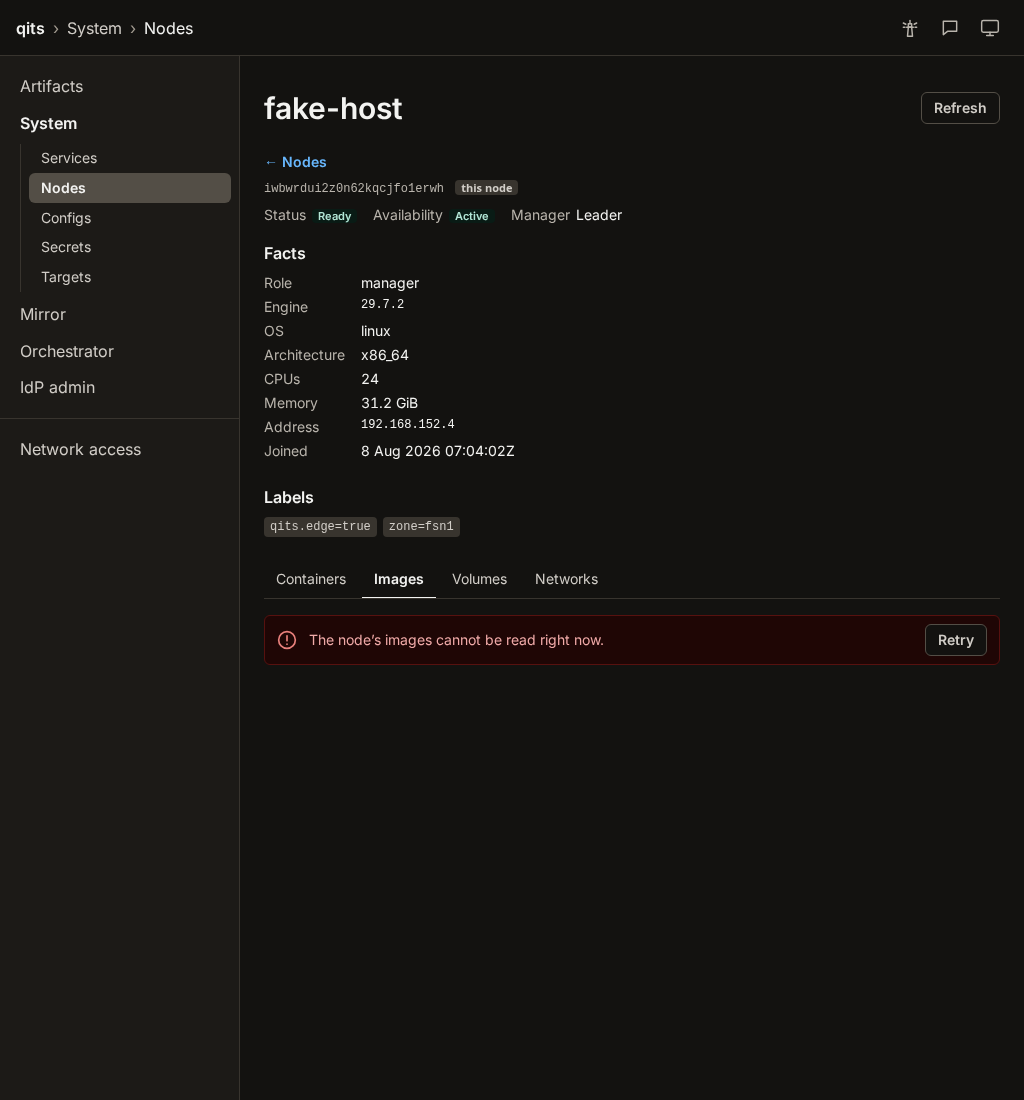 qits › System › Nodes
Artifacts
System
Services
Nodes
Configs
Secrets
Targets
Mirror
Orchestrator
IdP admin
Network access
fake-host
Refresh
← Nodes
iwbwrdui2z0n62kqcjfo1erwh this node
Status Ready Availability Active Manager Leader
Facts
Role manager
Engine 29.7.2
OS linux
Architecture x86_64
CPUs 24
Memory 31.2 GiB
Address 192.168.152.4
Joined 8 Aug 2026 07:04:02Z
Labels
qits.edge=true zone=fsn1
Containers Images Volumes Networks
The node’s images cannot be read right now.
Retry